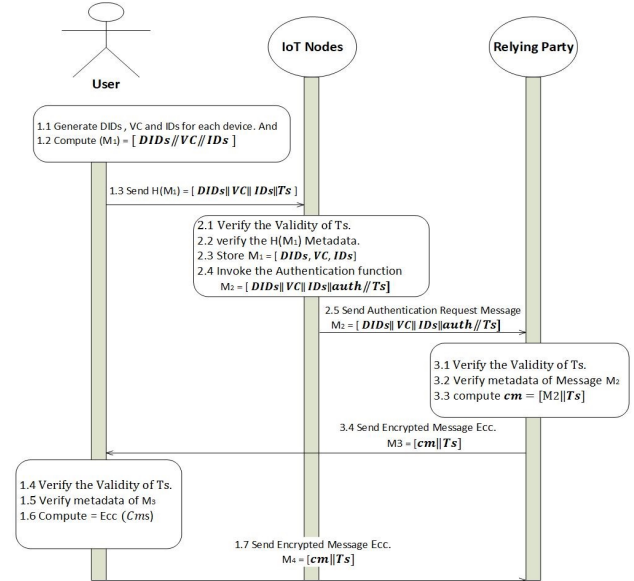 IoT Nodes
Relying Party
User
1.1 Generate DIDs, VC and IDs for each device. And
1.2 Compute (M₁) = [ DIDs//VC//IDs ]
1.3 Send H(M₁) = [ DIDs|| VC|| IDs||Ts ]
2.1 Verify the Validity of Ts.
2.2 verify the H(M₁) Metadata.
2.3 Store M₁ = [ DIDs, VC, IDs]
2.4 Invoke the Authentication function
M₂ = [ DIDs|| VC|| IDs||auth//Ts]
2.5 Send Authentication Request Message
M₂ = [ DIDs|| VC|| IDs||auth//Ts]
3.1 Verify the Validity of Ts.
3.2 Verify metadata of Message M₂
3.3 compute cm = [M2||Ts]
3.4 Send Encrypted Message Ecc.
M3 = [cm||Ts]
1.4 Verify the Validity of Ts.
1.5 Verify metadata of M₃
1.6 Compute = Ecc (Cms)
1.7 Send Encrypted Message Ecc.
M₄ = [cm||Ts]